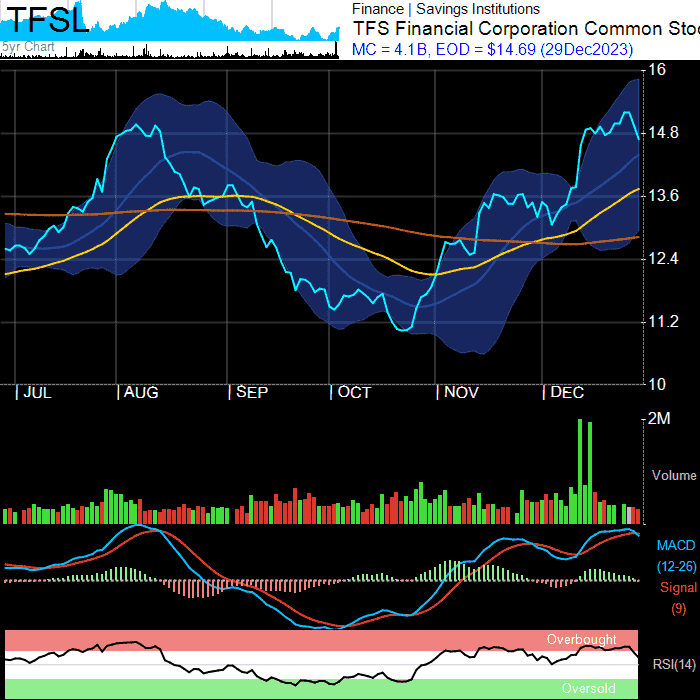 TFSL
5yr Chart
Finance | Savings Institutions
TFS Financial Corporation Common Stoc
MC = 4.1B, EOD = $14.69 (29Dec2023)
16
14.8
13.6
12.4
11.2
10
JUL AUG SEP OCT NOV DEC
2M
Volume
MACD
(12-26)
Signal
(9)
Overbought
RSI(14)
Oversold